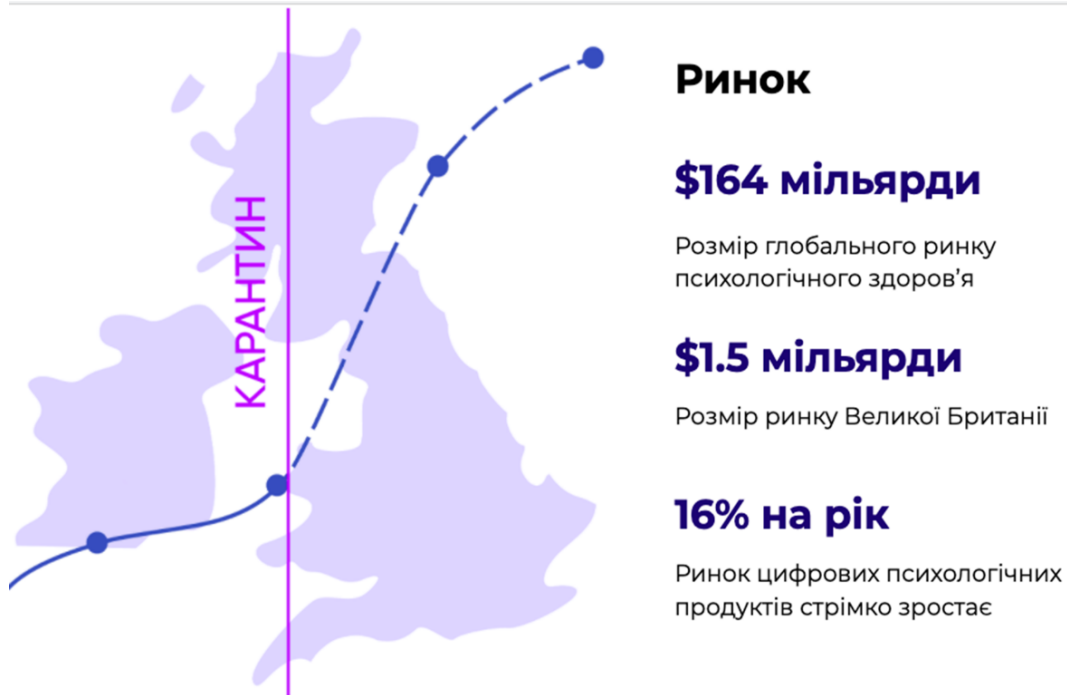 КАРАНТИН
Ринок
$164 мільярди
Розмір глобального ринку
психологічного здоров’я
$1.5 мільярди
Розмір ринку Великої Британії
16% на рік
Ринок цифрових психологічних
продуктів стрімко зростає